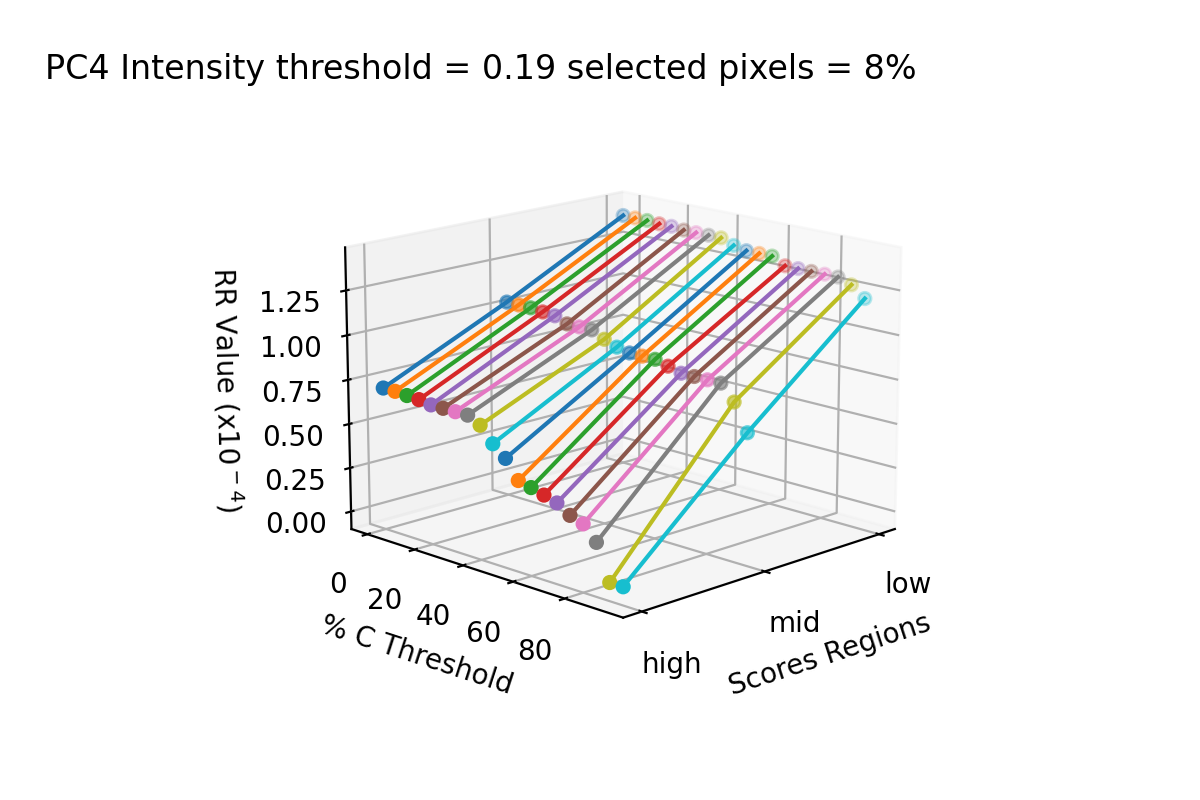 PC4 Intensity threshold = 0.19 selected pixels = 8%
RR Value (x10⁻⁴)
1.25
1.00
0.75
0.50
0.25
0.00
0
20
40
60
80
% C Threshold
high
mid
low
Scores Regions